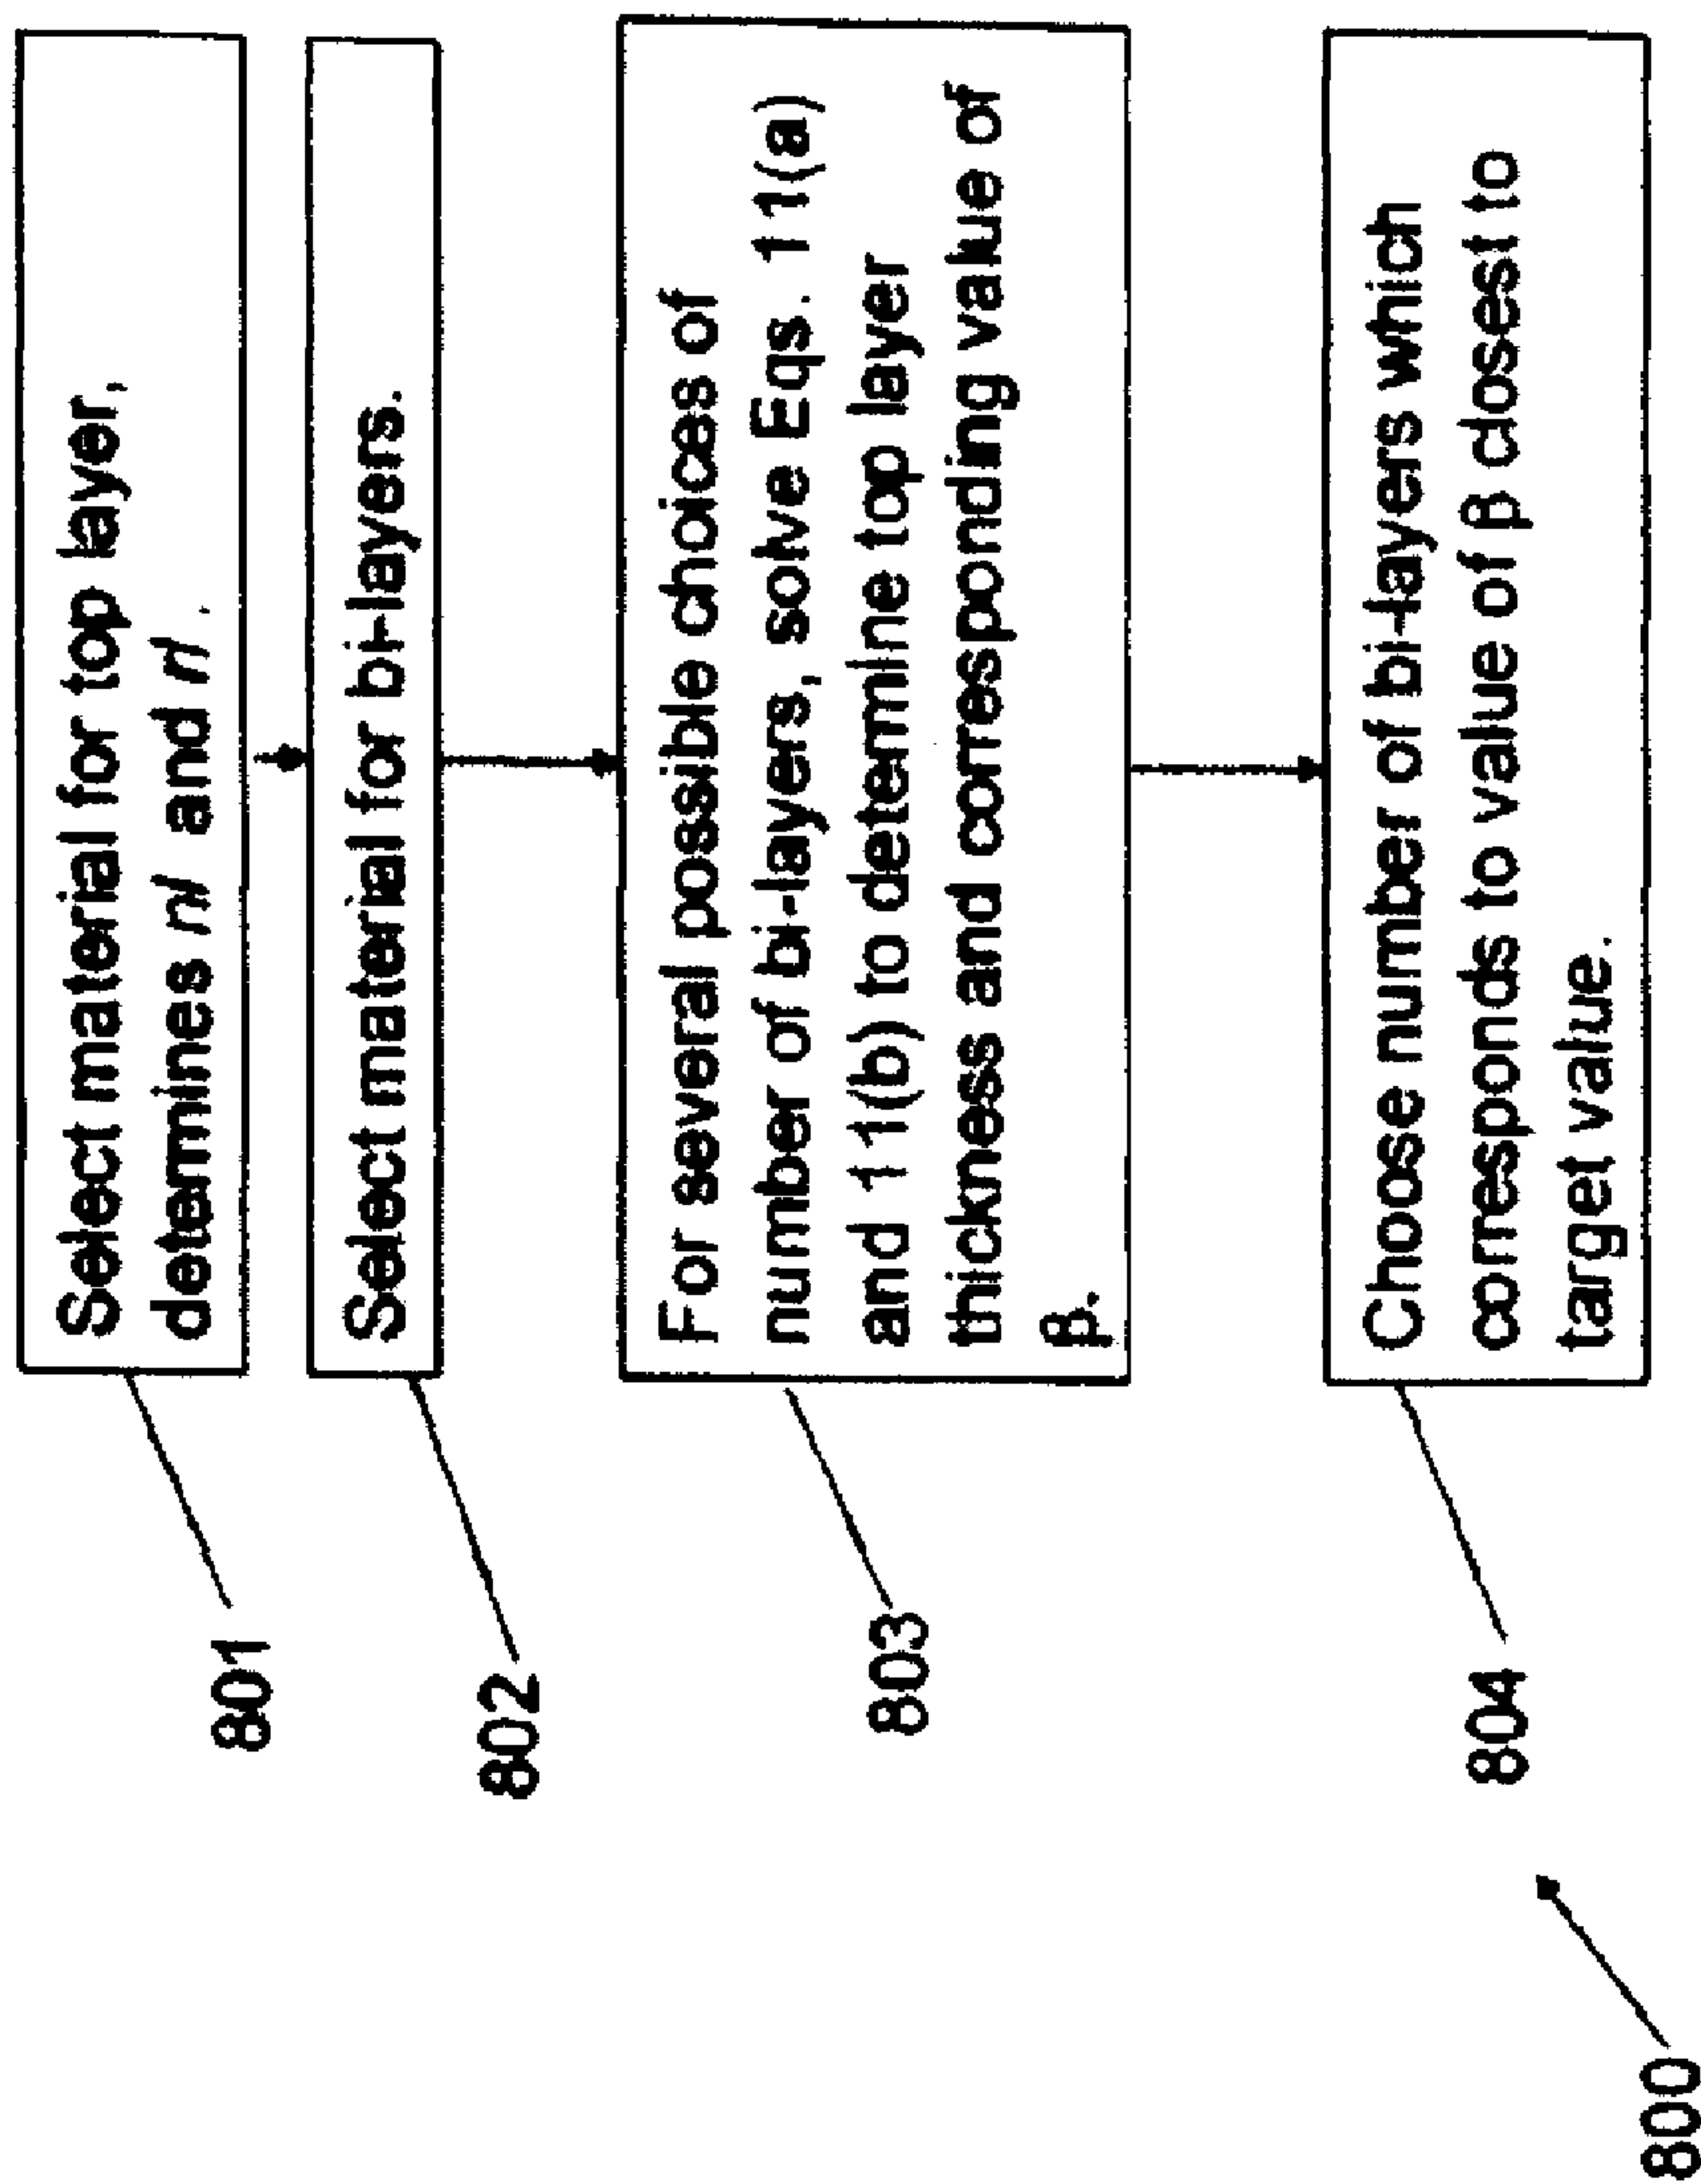 Select material for top layer,
determines nl and rl.
Select material for bi-layers.
For several possible choices of
number of bi-layers, solve Eqs. 11(a)
and 11(b) to determine top layer
thickness and corresponding value of
β.
Choose number of bi-layers which
corresponds to value of β closest to
target value.
801
802
803
804
800